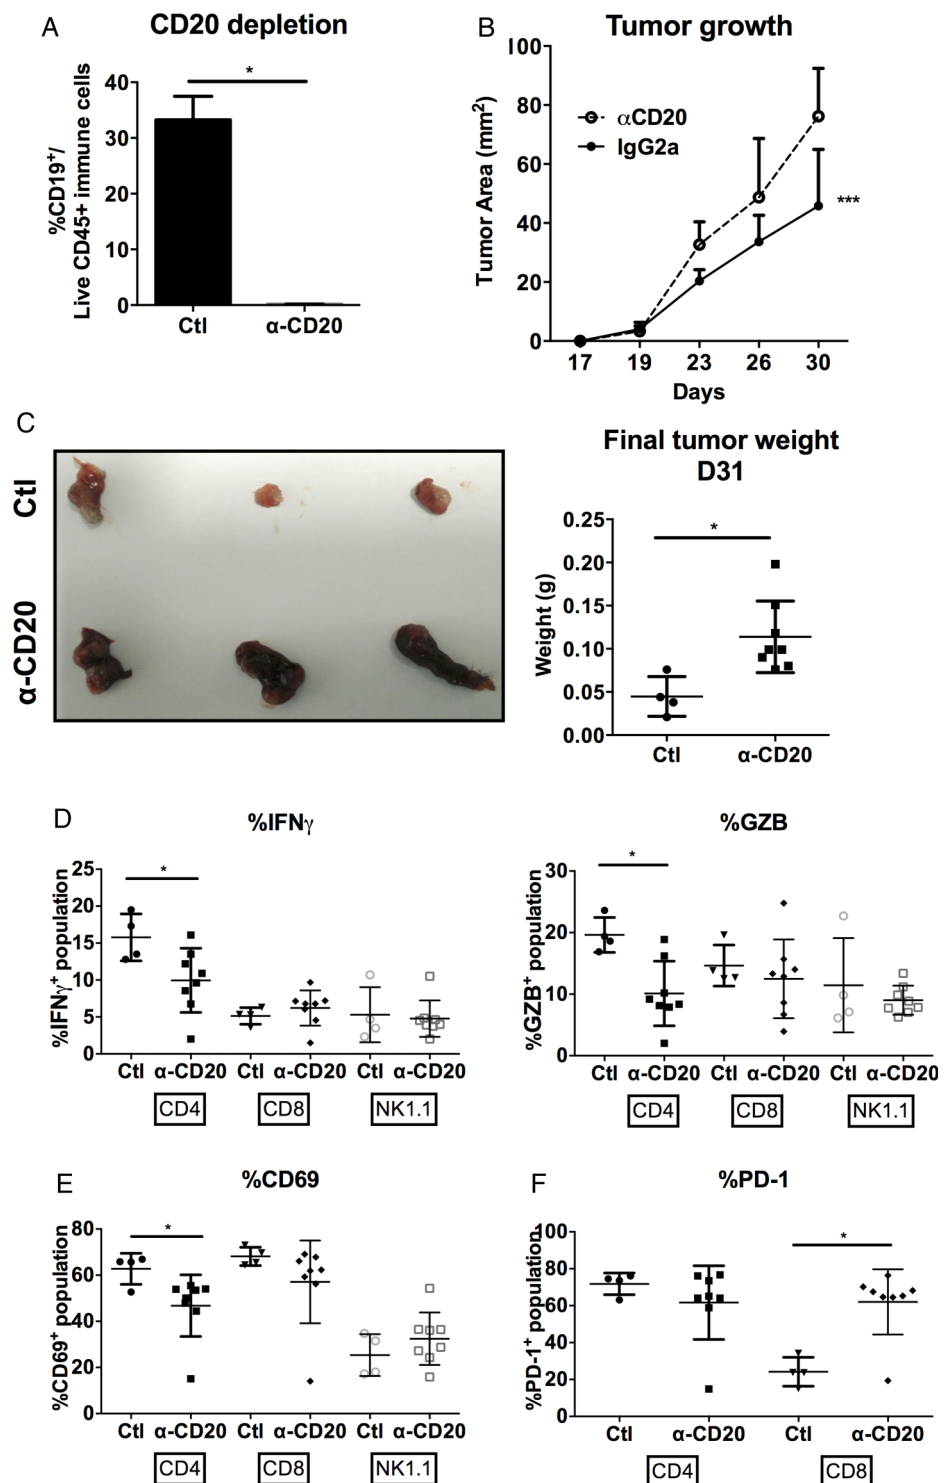 A
CD20 depletion
*
%CD19+/
Live CD45+ immune cells
40
30
20
10
0
Ctl
α-CD20
B
Tumor growth
αCD20
IgG2a
***
Tumor Area (mm2)
100
80
60
40
20
0
17
19
23
26
30
Days
C
Ctl
α-CD20
Final tumor weight
D31
*
Weight (g)
0.25
0.20
0.15
0.10
0.05
0.00
Ctl
α-CD20
D
%IFNγ
*
%IFNγ+ population
25
20
15
10
5
0
Ctl α-CD20 Ctl α-CD20 Ctl α-CD20
CD4
CD8
NK1.1
%GZB
*
%GZB+ population
30
20
10
0
Ctl α-CD20 Ctl α-CD20 Ctl α-CD20
CD4
CD8
NK1.1
E
%CD69
*
%CD69+ population
80
60
40
20
0
Ctl α-CD20 Ctl α-CD20 Ctl α-CD20
CD4
CD8
NK1.1
F
%PD-1
*
%PD-1+ population
100
80
60
40
20
0
Ctl α-CD20 Ctl α-CD20
CD4
CD8